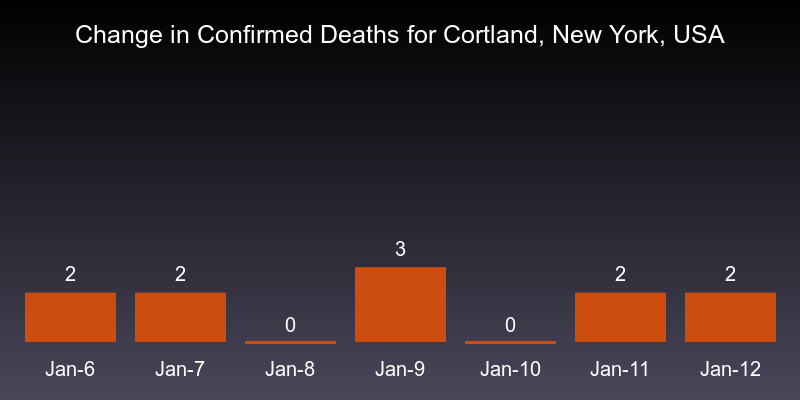 Change in Confirmed Deaths for Cortland, New York, USA
3
2 2 2 2
0 0
Jan-6 Jan-7 Jan-8 Jan-9 Jan-10 Jan-11 Jan-12